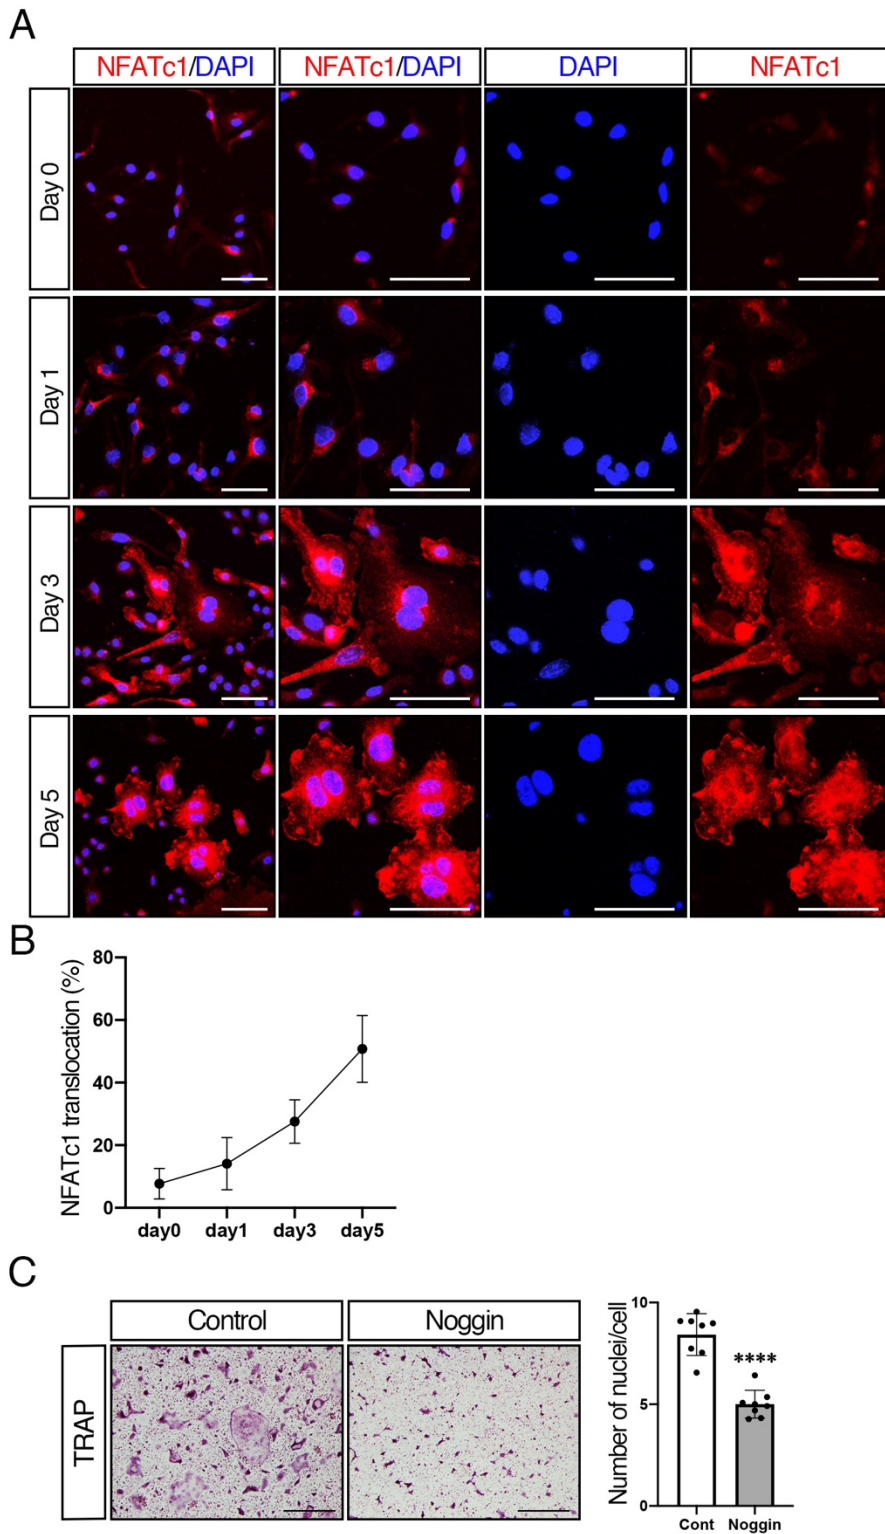 A
NFATc1/DAPI NFATc1/DAPI DAPI NFATc1
Day 0
Day 1
Day 3
Day 5
B
NFATc1 translocation (%)
80
60
40
20
0
day0 day1 day3 day5
C
Control Noggin
TRAP
Number of nuclei/cell
10
5
0
****
Cont Noggin